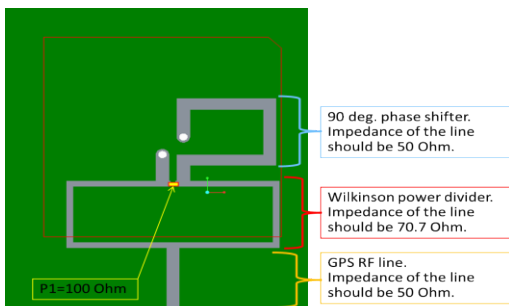 90 deg. phase shifter.
Impedance of the line
should be 50 Ohm.
Wilkinson power divider.
Impedance of the line
should be 70.7 Ohm.
GPS RF line.
Impedance of the line
should be 50 Ohm.
P1=100 Ohm